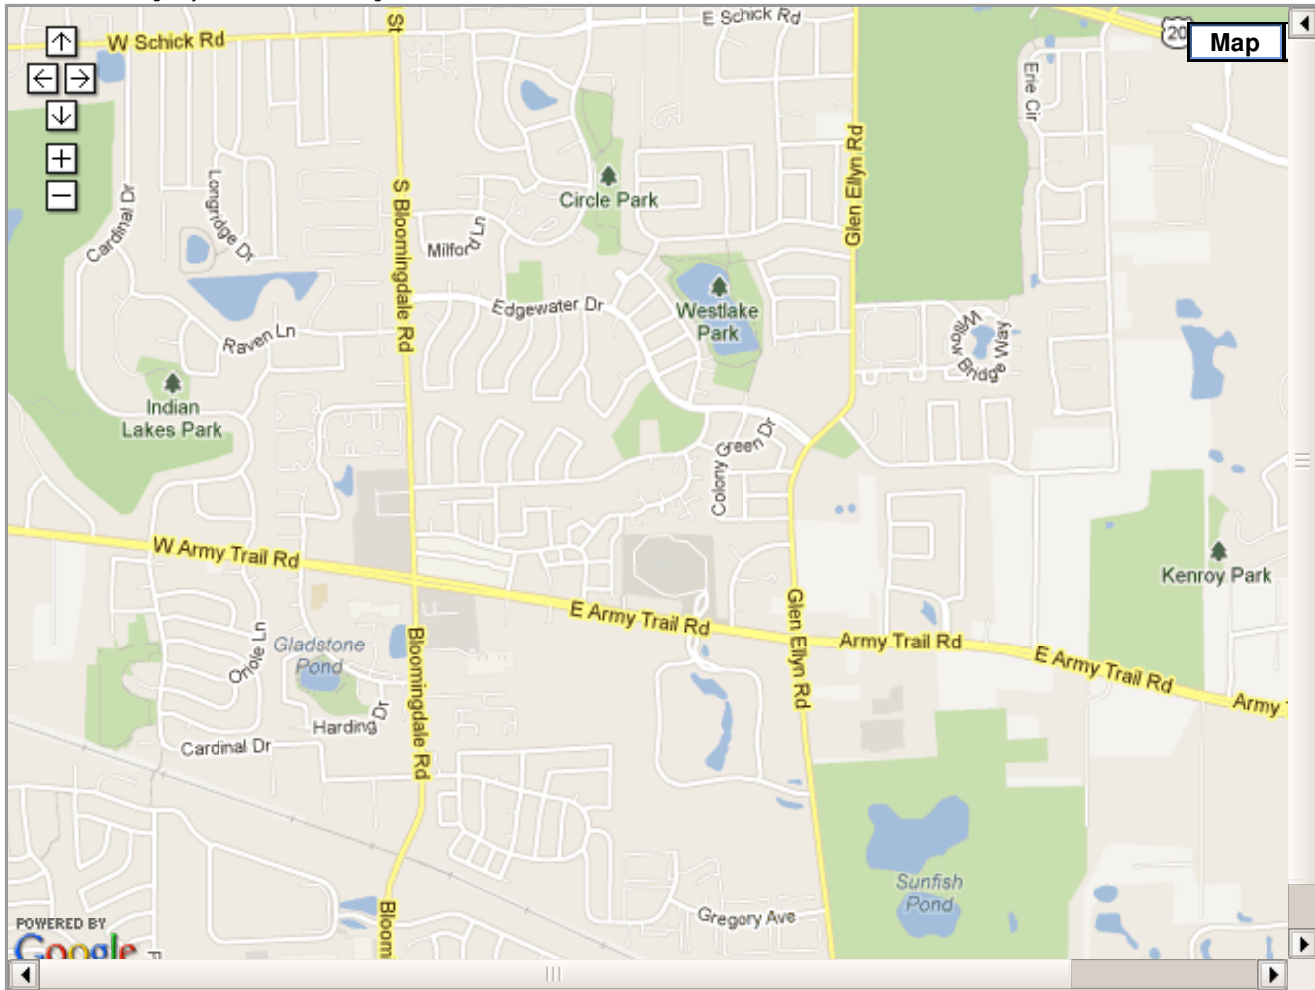 W Schick Rd
St
E Schick Rd
20
Map
Erie Cir
Cardinal Dr
Longridge Dr
S Bloomingdale Rd
Milford Ln
Circle Park
Glen Ellyn Rd
Edgewater Dr
Westlake
Park
Willow Bridge Way
Raven Ln
Indian
Lakes Park
Colony Green Dr
W Army Trail Rd
Kenroy Park
E Army Trail Rd
Army Trail Rd
E Army Trail Rd
Army
Glen Ellyn Rd
Oriole Ln
Gladstone
Pond
Bloomingdale Rd
Harding Dr
Cardinal Dr
Sunfish
Pond
Gregory Ave
Bloomi
POWERED BY
Google